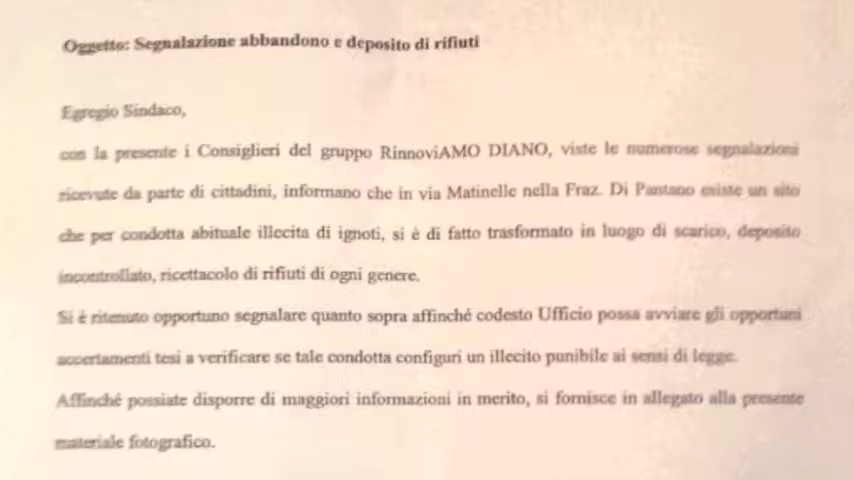 Oggetto: Segnalazione abbandono e deposito di rifiuti
Egregio Sindaco,
con la presente i Consiglieri del gruppo RinnoviAMO DIANO, viste le numerose segnalazioni
ricevute da parte di cittadini, informano che in via Matinelle nella Fraz. Di Pantano esiste un sito
che per condotta abituale illecita di ignoti, si è di fatto trasformato in luogo di scarico, deposito
incontrollato, ricettacolo di rifiuti di ogni genere.
Si è ritenuto opportuno segnalare quanto sopra affinché codesto Ufficio possa avviare gli opportuni
accertamenti tesi a verificare se tale condotta configuri un illecito punibile ai sensi di legge.
Affinché possiate disporre di maggiori informazioni in merito, si fornisce in allegato alla presente
materiale fotografico.